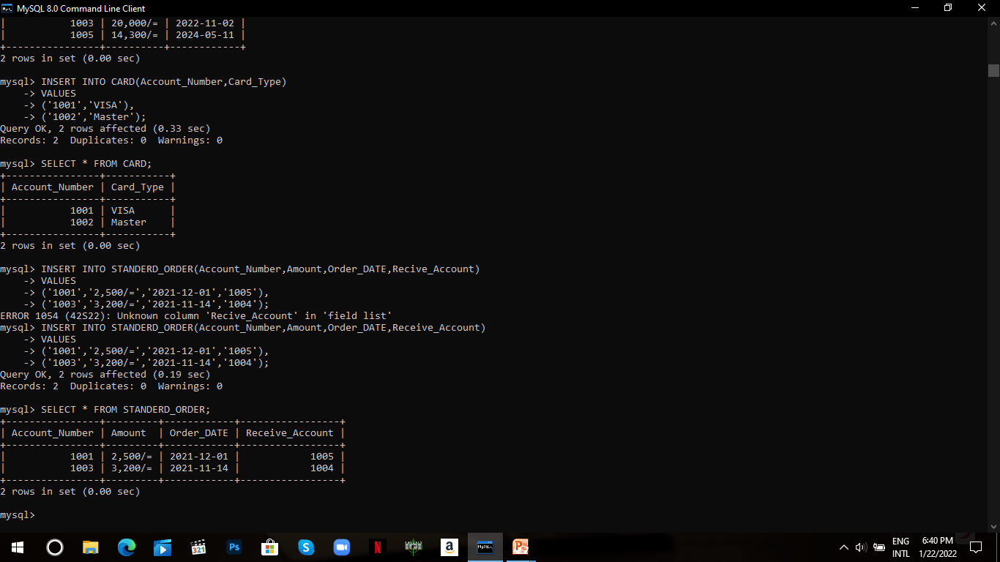 MySQL 8.0 Command Line Client
|           1003 | 20,000/= | 2022-11-02 |
|           1005 | 14,300/= | 2024-05-11 |
+----------------+----------+------------+
2 rows in set (0.00 sec)
mysql> INSERT INTO CARD(Account_Number,Card_Type)
    -> VALUES
    -> ('1001','VISA'),
    -> ('1002','Master');
Query OK, 2 rows affected (0.33 sec)
Records: 2  Duplicates: 0  Warnings: 0
mysql> SELECT * FROM CARD;
+----------------+-----------+
| Account_Number | Card_Type |
+----------------+-----------+
|           1001 | VISA      |
|           1002 | Master    |
+----------------+-----------+
2 rows in set (0.00 sec)
mysql> INSERT INTO STANDERD_ORDER(Account_Number,Amount,Order_DATE,Recive_Account)
    -> VALUES
    -> ('1001','2,500/=','2021-12-01','1005'),
    -> ('1003','3,200/=','2021-11-14','1004');
ERROR 1054 (42S22): Unknown column 'Recive_Account' in 'field list'
mysql> INSERT INTO STANDERD_ORDER(Account_Number,Amount,Order_DATE,Receive_Account)
    -> VALUES
    -> ('1001','2,500/=','2021-12-01','1005'),
    -> ('1003','3,200/=','2021-11-14','1004');
Query OK, 2 rows affected (0.19 sec)
Records: 2  Duplicates: 0  Warnings: 0
mysql> SELECT * FROM STANDERD_ORDER;
+----------------+---------+------------+-----------------+
| Account_Number | Amount  | Order_DATE | Receive_Account |
+----------------+---------+------------+-----------------+
|           1001 | 2,500/= | 2021-12-01 |            1005 |
|           1003 | 3,200/= | 2021-11-14 |            1004 |
+----------------+---------+------------+-----------------+
2 rows in set (0.00 sec)
mysql>
321
Ps
S
N
a
MySQL
P
ENG
INTL
6:40 PM
1/22/2022